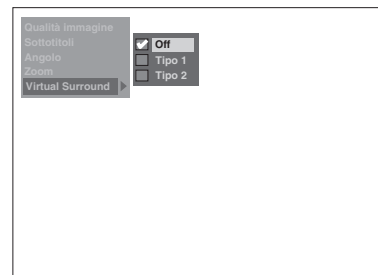 Qualità immagine
Sottotitoli
Angolo
Zoom
Virtual Surround
Off
Tipo 1
Tipo 2